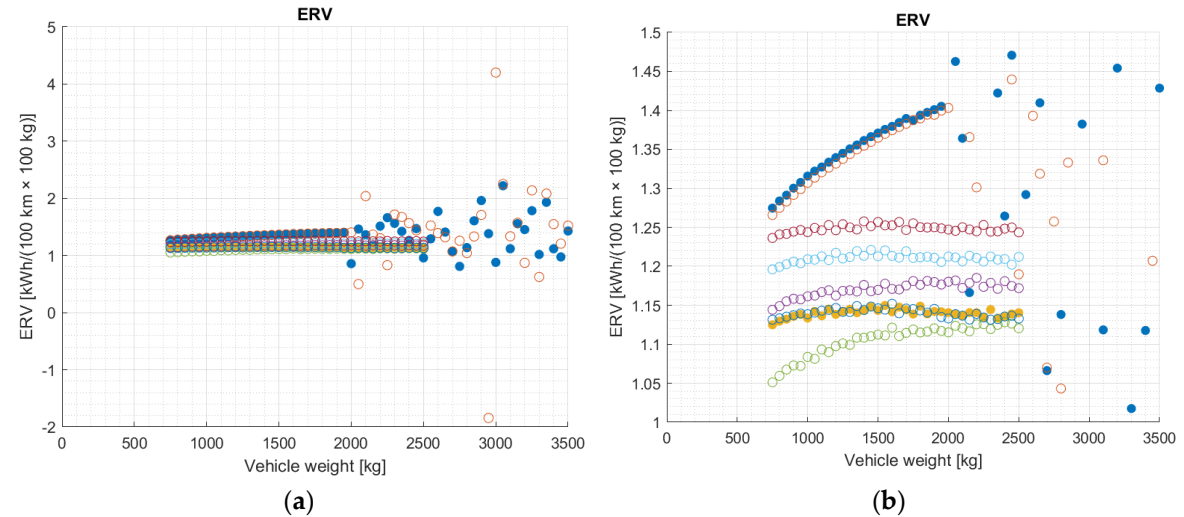 ERV
5
4
3
2
1
0
-1
-2
0 500 1000 1500 2000 2500 3000 3500
ERV [kWh/(100 km × 100 kg)]
Vehicle weight [kg]
(a)
ERV
1.5
1.45
1.4
1.35
1.3
1.25
1.2
1.15
1.1
1.05
1
0 500 1000 1500 2000 2500 3000 3500
ERV [kWh/(100 km × 100 kg)]
Vehicle weight [kg]
(b)